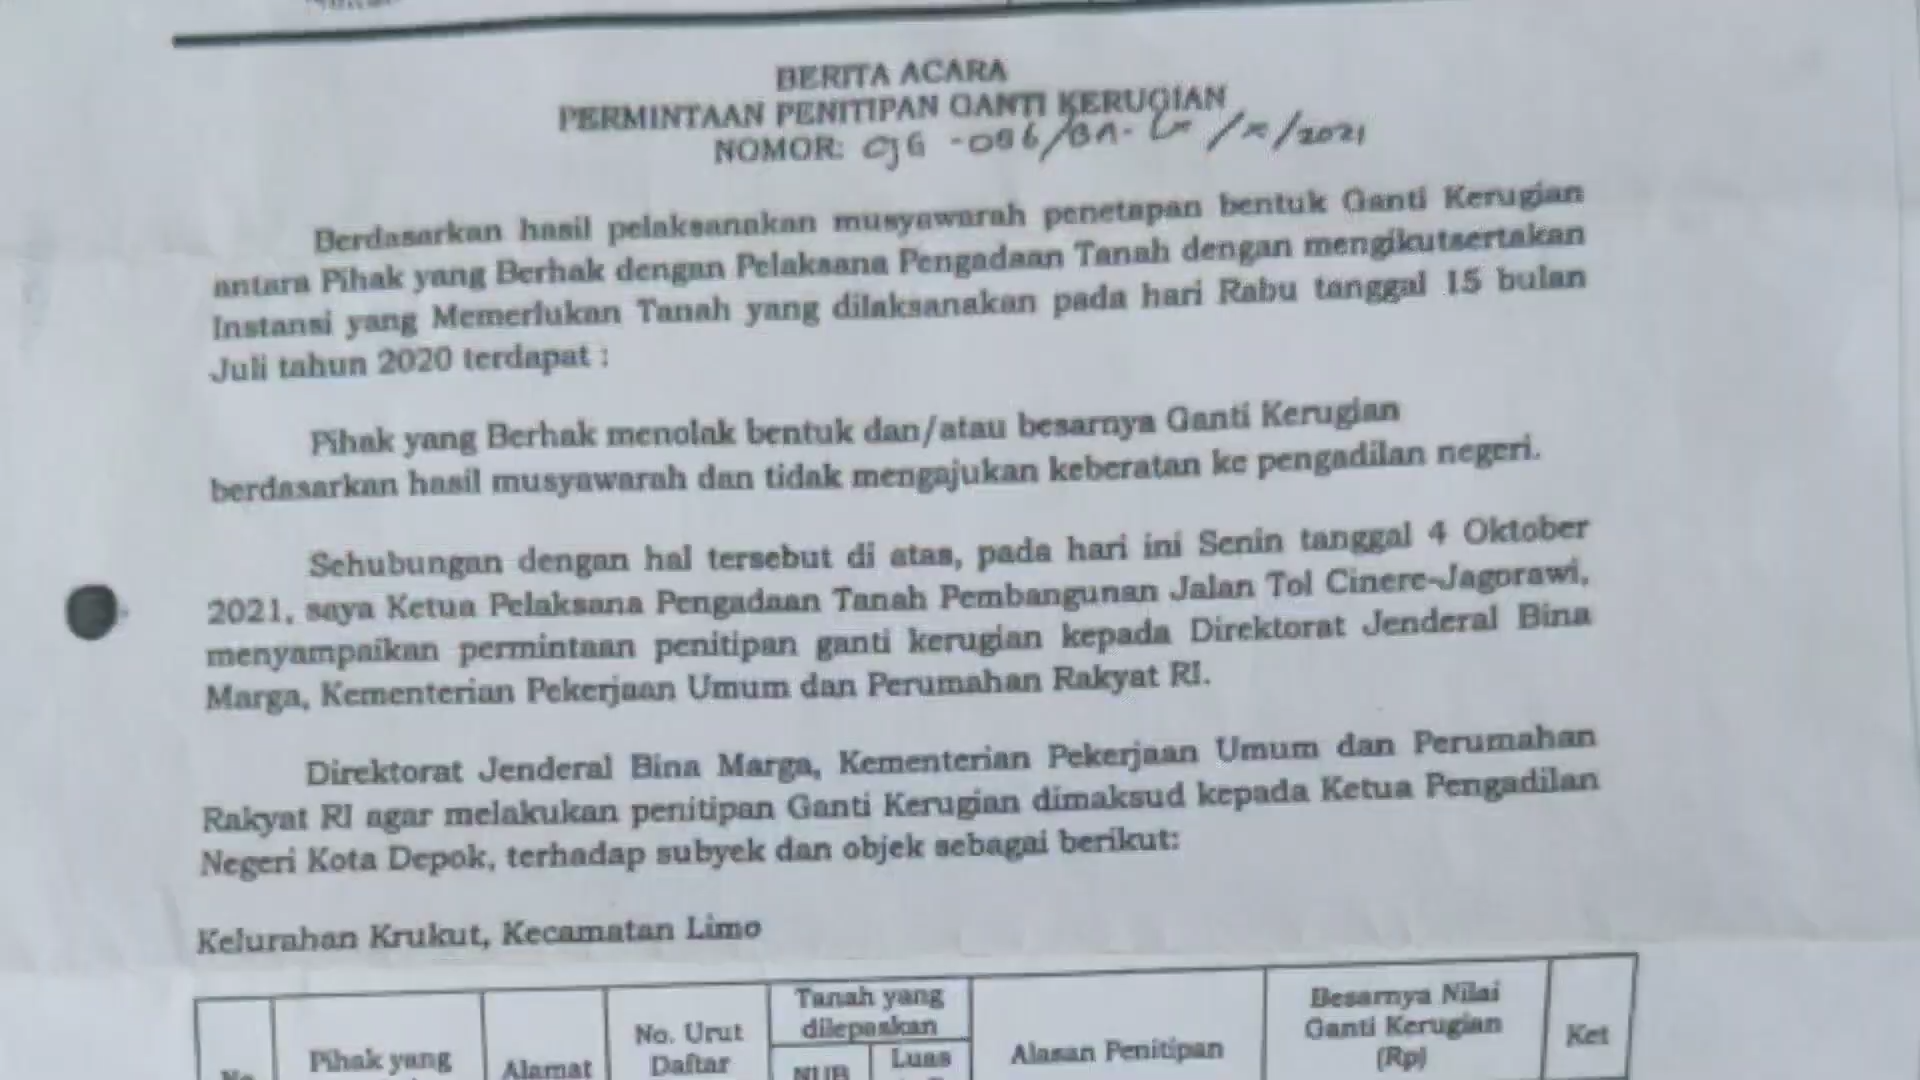 BERITA ACARA
PERMINTAAN PENITIPAN GANTI KERUGIAN
NOMOR: CJG -086/BA- /X/2021
Berdasarkan hasil pelaksanakan musyawarah penetapan bentuk Ganti Kerugian
antara Pihak yang Berhak dengan Pelaksana Pengadaan Tanah dengan mengikutsertakan
Instansi yang Memerlukan Tanah yang dilaksanakan pada hari Rabu tanggal 15 bulan
Juli tahun 2020 terdapat :
Pihak yang Berhak menolak bentuk dan/atau besarnya Ganti Kerugian
berdasarkan hasil musyawarah dan tidak mengajukan keberatan ke pengadilan negeri.
Sehubungan dengan hal tersebut di atas, pada hari ini Senin tanggal 4 Oktober
2021, saya Ketua Pelaksana Pengadaan Tanah Pembangunan Jalan Tol Cinere-Jagorawi,
menyampaikan permintaan penitipan ganti kerugian kepada Direktorat Jenderal Bina
Marga, Kementerian Pekerjaan Umum dan Perumahan Rakyat RI.
Direktorat Jenderal Bina Marga, Kementerian Pekerjaan Umum dan Perumahan
Rakyat RI agar melakukan penitipan Ganti Kerugian dimaksud kepada Ketua Pengadilan
Negeri Kota Depok, terhadap subyek dan objek sebagai berikut:
Kelurahan Krukut, Kecamatan Limo
No
Pihak yang
Alamat
No. Urut
Daftar
Tanah yang
dilepaskan
NUB
Luas
Alasan Penitipan
Besarnya Nilai
Ganti Kerugian
(Rp)
Ket